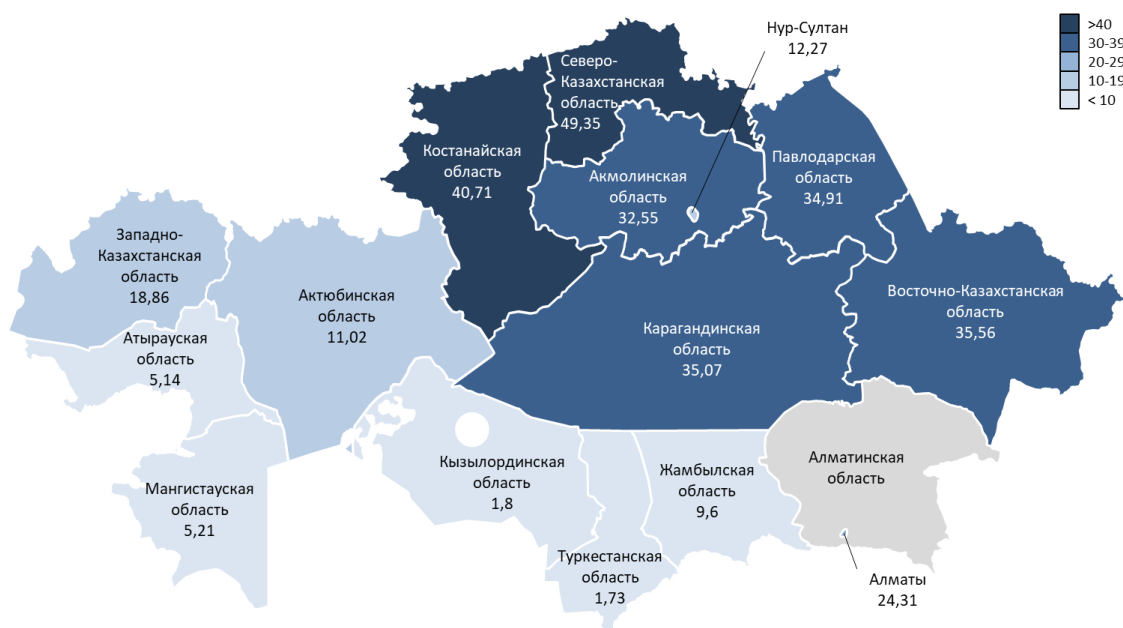 Нур-Султан
12,27
>40
30-39
20-29
10-19
< 10
Северо-
Казахстанская
область
49,35
Костанайская
область
40,71
Акмолинская
область
32,55
Павлодарская
область
34,91
Западно-
Казахстанская
область
18,86
Актюбинская
область
11,02
Восточно-Казахстанская
область
35,56
Карагандинская
область
35,07
Атырауская
область
5,14
Мангистауская
область
5,21
Кызылординская
область
1,8
Жамбылская
область
9,6
Алматинская
область
Туркестанская
область
1,73
Алматы
24,31